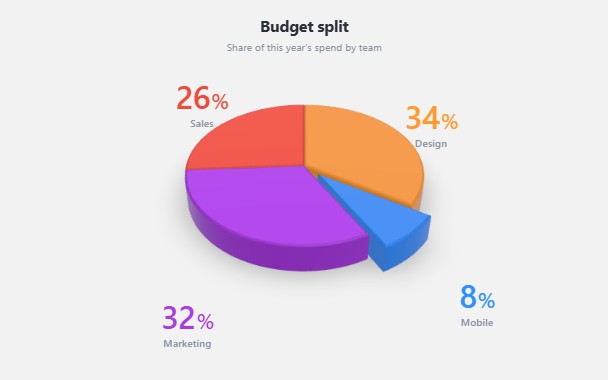 Budget split
Share of this year's spend by team
26%
Sales
34%
Design
8%
Mobile
32%
Marketing